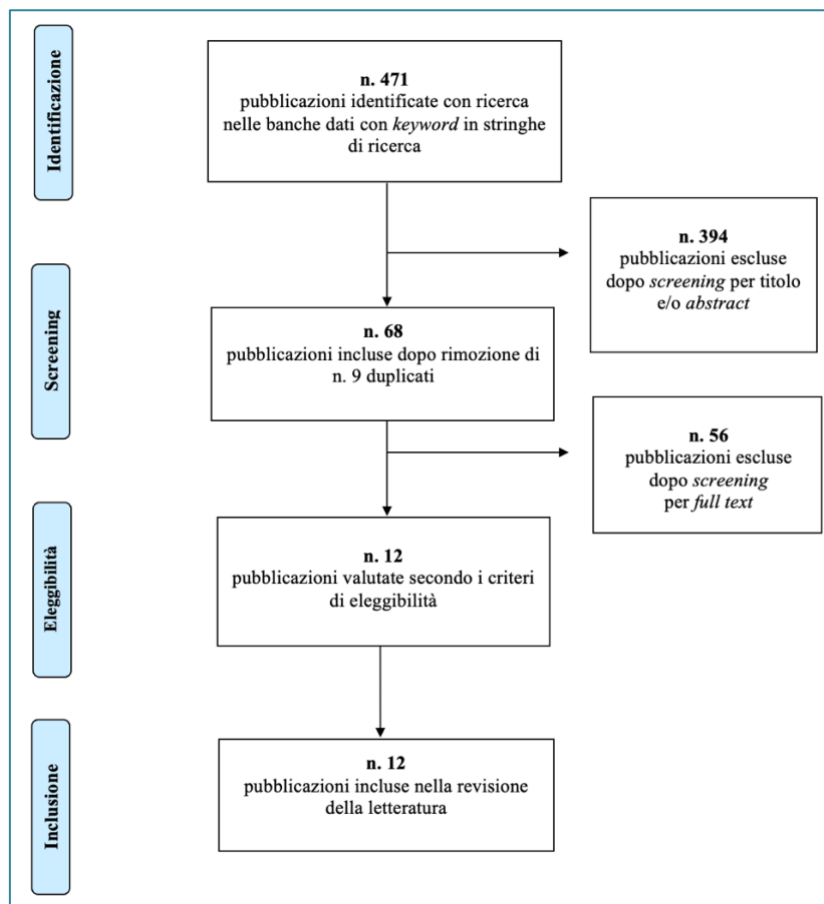 Identificazione
n. 471
pubblicazioni identificate con ricerca
nelle banche dati con keyword in stringhe
di ricerca
n. 394
pubblicazioni escluse
dopo screening per titolo
e/o abstract
Screening
n. 68
pubblicazioni incluse dopo rimozione di
n. 9 duplicati
n. 56
pubblicazioni escluse
dopo screening
per full text
Eleggibilità
n. 12
pubblicazioni valutate secondo i criteri
di eleggibilità
Inclusione
n. 12
pubblicazioni incluse nella revisione
della letteratura